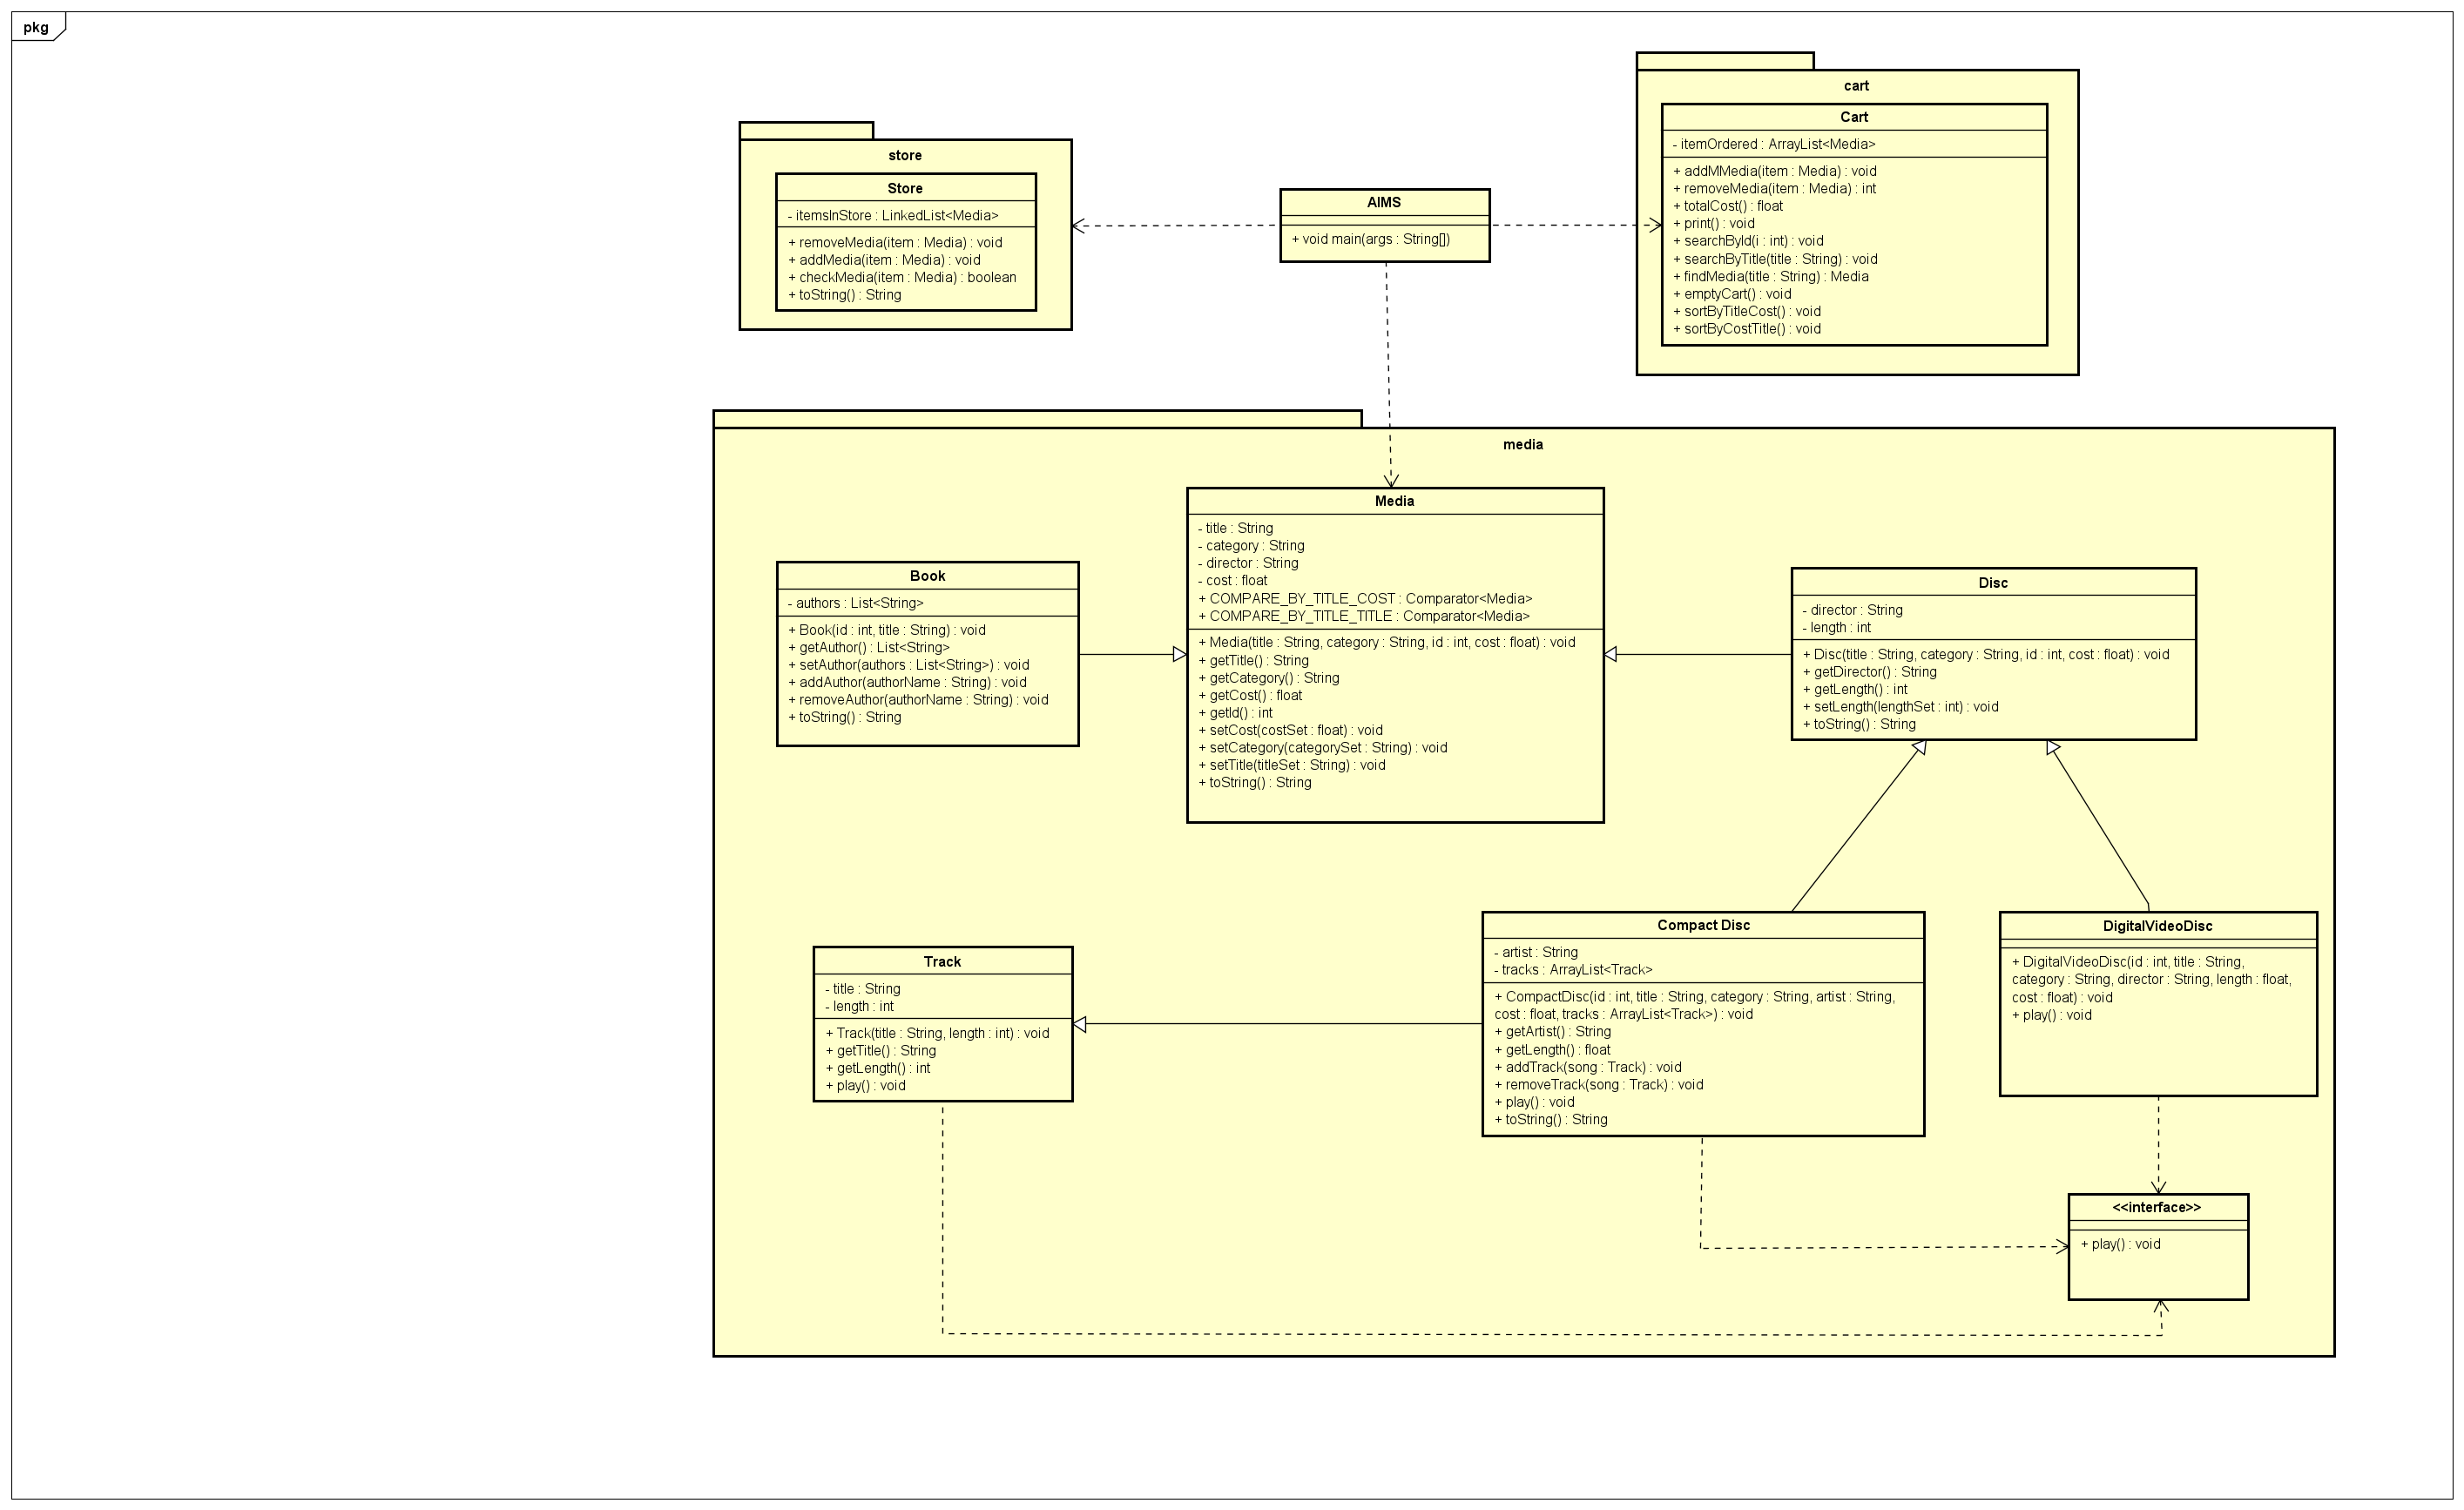 pkg
cart
Cart
- itemOrdered : ArrayList<Media>
+ addMMedia(item : Media) : void
+ removeMedia(item : Media) : int
+ totalCost() : float
+ print() : void
+ searchById(i : int) : void
+ searchByTitle(title : String) : void
+ findMedia(title : String) : Media
+ emptyCart() : void
+ sortByTitleCost() : void
+ sortByCostTitle() : void
store
Store
- itemsInStore : LinkedList<Media>
+ removeMedia(item : Media) : void
+ addMedia(item : Media) : void
+ checkMedia(item : Media) : boolean
+ toString() : String
AIMS
+ void main(args : String[])
media
Media
- title : String
- category : String
- director : String
- cost : float
+ COMPARE_BY_TITLE_COST : Comparator<Media>
+ COMPARE_BY_TITLE_TITLE : Comparator<Media>
+ Media(title : String, category : String, id : int, cost : float) : void
+ getTitle() : String
+ getCategory() : String
+ getCost() : float
+ getId() : int
+ setCost(costSet : float) : void
+ setCategory(categorySet : String) : void
+ setTitle(titleSet : String) : void
+ toString() : String
Book
- authors : List<String>
+ Book(id : int, title : String) : void
+ getAuthor() : List<String>
+ setAuthor(authors : List<String>) : void
+ addAuthor(authorName : String) : void
+ removeAuthor(authorName : String) : void
+ toString() : String
Disc
- director : String
- length : int
+ Disc(title : String, category : String, id : int, cost : float) : void
+ getDirector() : String
+ getLength() : int
+ setLength(lengthSet : int) : void
+ toString() : String
Track
- title : String
- length : int
+ Track(title : String, length : int) : void
+ getTitle() : String
+ getLength() : int
+ play() : void
Compact Disc
- artist : String
- tracks : ArrayList<Track>
+ CompactDisc(id : int, title : String, category : String, artist : String,
cost : float, tracks : ArrayList<Track>) : void
+ getArtist() : String
+ getLength() : float
+ addTrack(song : Track) : void
+ removeTrack(song : Track) : void
+ play() : void
+ toString() : String
DigitalVideoDisc
+ DigitalVideoDisc(id : int, title : String,
category : String, director : String, length : float,
cost : float) : void
+ play() : void
<<interface>>
+ play() : void